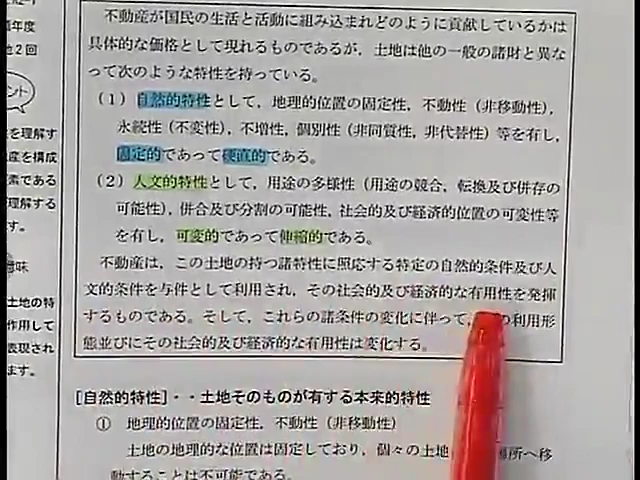 年度
2回
ント
を理解す
産を構成
素である
理解する
す。
意味
土地の特
作用して
表現され
ます。
不動産が国民の生活と活動に組み込まれどのように貢献しているかは
具体的な価格として現れるものであるが，土地は他の一般の諸財と異な
って次のような特性を持っている。
（１）自然的特性として，地理的位置の固定性，不動性（非移動性），
永続性（不変性），不増性，個別性（非同質性，非代替性）等を有し，
固定的であって硬直的である。
（２）人文的特性として，用途の多様性（用途の競合，転換及び併存の
可能性），併合及び分割の可能性，社会的及び経済的位置の可変性等
を有し，可変的であって伸縮的である。
不動産は，この土地の持つ諸特性に照応する特定の自然的条件及び人
文的条件を与件として利用され，その社会的及び経済的な有用性を発揮
するものである。そして，これらの諸条件の変化に伴って，の利用形
態並びにその社会的及び経済的な有用性は変化する。
［自然的特性］・・土地そのものが有する本来的特性
① 地理的位置の固定性，不動性（非移動性）
土地の地理的な位置は固定しており，個々の土地 場所へ移
動することは不可能である。